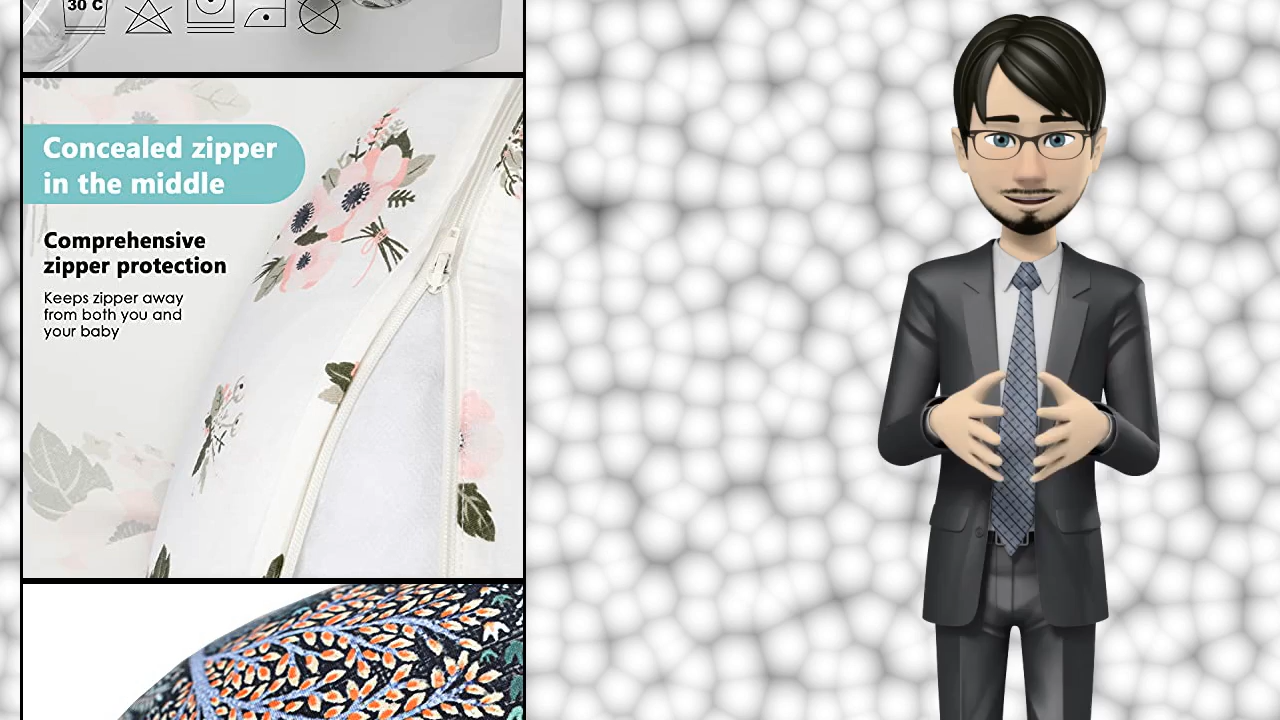 30 C
Concealed zipper
in the middle
Comprehensive
zipper protection
Keeps zipper away
from both you and
your baby